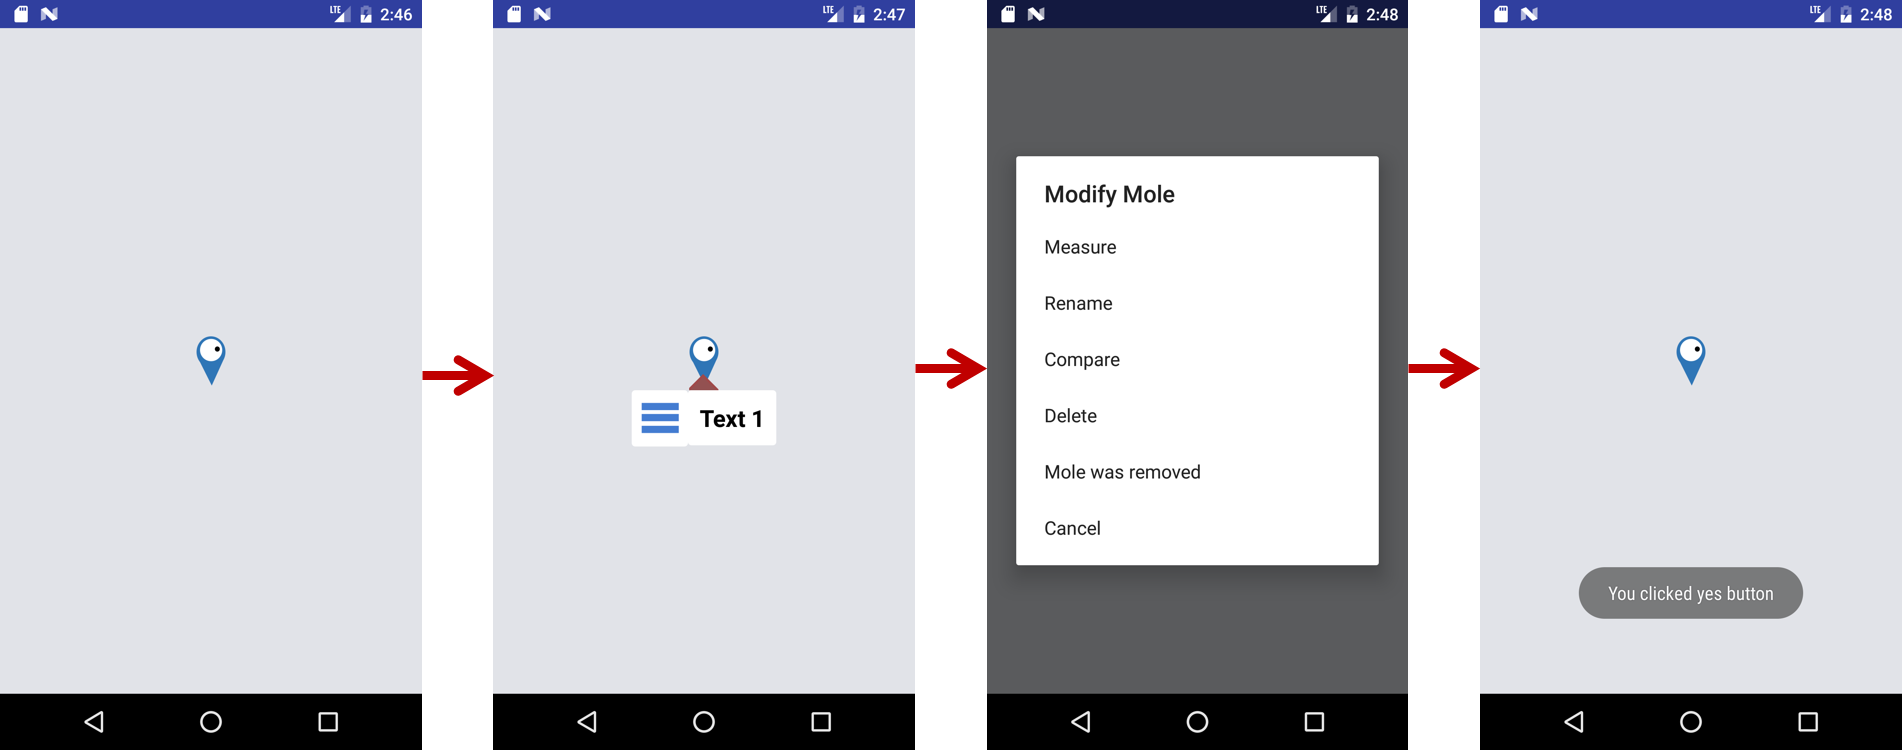 LTE 2:46
LTE 2:47
Text 1
LTE 2:48
Modify Mole
Measure
Rename
Compare
Delete
Mole was removed
Cancel
LTE 2:48
You clicked yes button